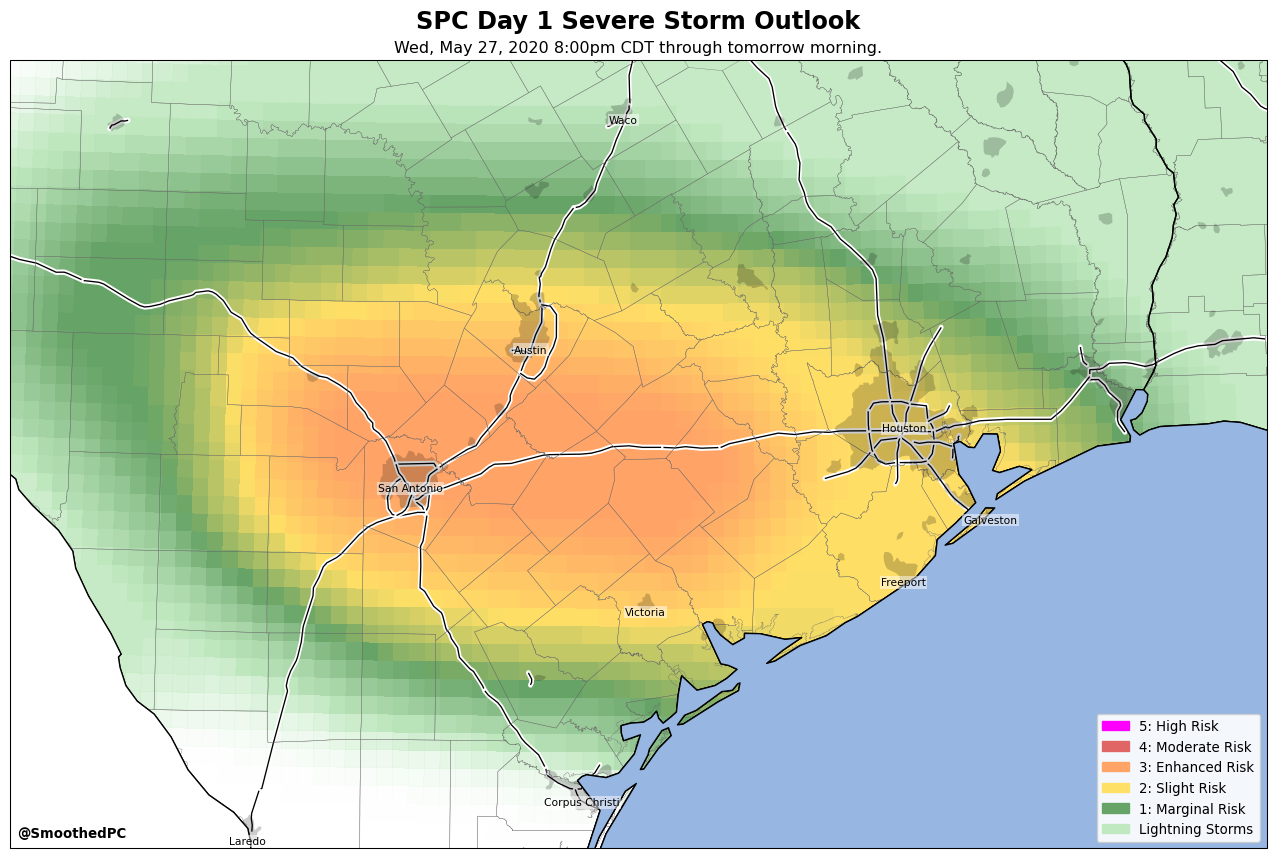 SPC Day 1 Severe Storm Outlook
Wed, May 27, 2020 8:00pm CDT through tomorrow morning.
Waco
Austin
Houston
San Antonio
Galveston
Freeport
Victoria
Corpus Christi
Laredo
5: High Risk
4: Moderate Risk
3: Enhanced Risk
2: Slight Risk
1: Marginal Risk
Lightning Storms
@SmoothedPC